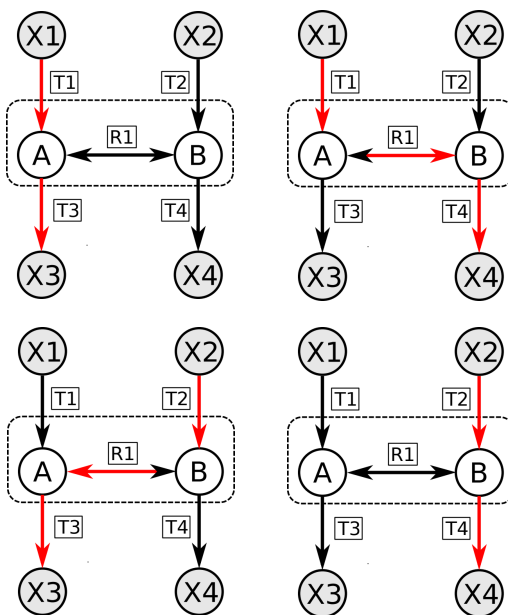 X1 X2 X1 X2
T1 T2 T1 T2
A R1 B A R1 B
T3 T4 T3 T4
X3 X4 X3 X4
X1 X2 X1 X2
T1 T2 T1 T2
A R1 B A R1 B
T3 T4 T3 T4
X3 X4 X3 X4